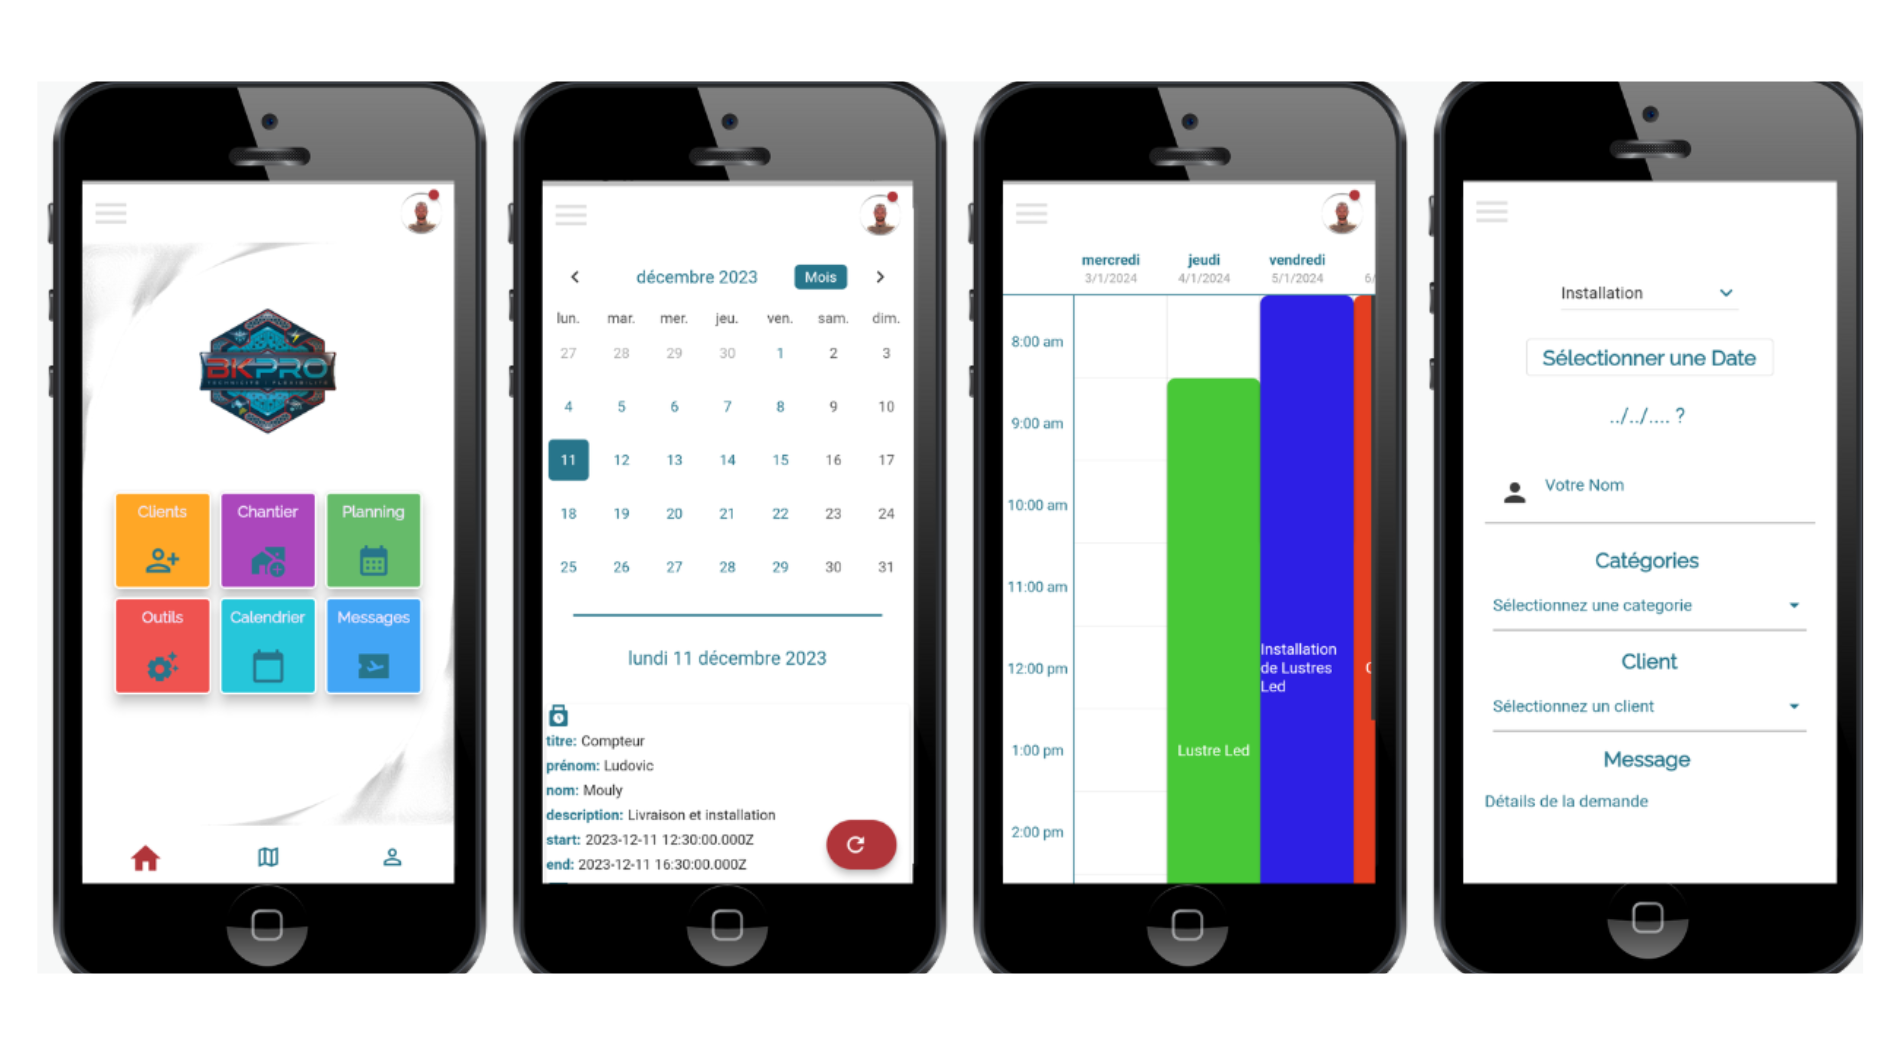 BKPRO
TECHNICITE | FLEXIBILITE
Clients
Chantier
Planning
Outils
Calendrier
Messages
décembre 2023
Mois
lun. mar. mer. jeu. ven. sam. dim.
27 28 29 30 1 2 3
4 5 6 7 8 9 10
11 12 13 14 15 16 17
18 19 20 21 22 23 24
25 26 27 28 29 30 31
lundi 11 décembre 2023
titre: Compteur
prénom: Ludovic
nom: Mouly
description: Livraison et installation
start: 2023-12-11 12:30:00.000Z
end: 2023-12-11 16:30:00.000Z
mercredi jeudi vendredi
3/1/2024 4/1/2024 5/1/2024 6/
8:00 am
9:00 am
10:00 am
11:00 am
12:00 pm
1:00 pm
2:00 pm
Lustre Led
Installation
de Lustres
Led
Installation
Sélectionner une Date
../../.... ?
Votre Nom
Catégories
Sélectionnez une categorie
Client
Sélectionnez un client
Message
Détails de la demande